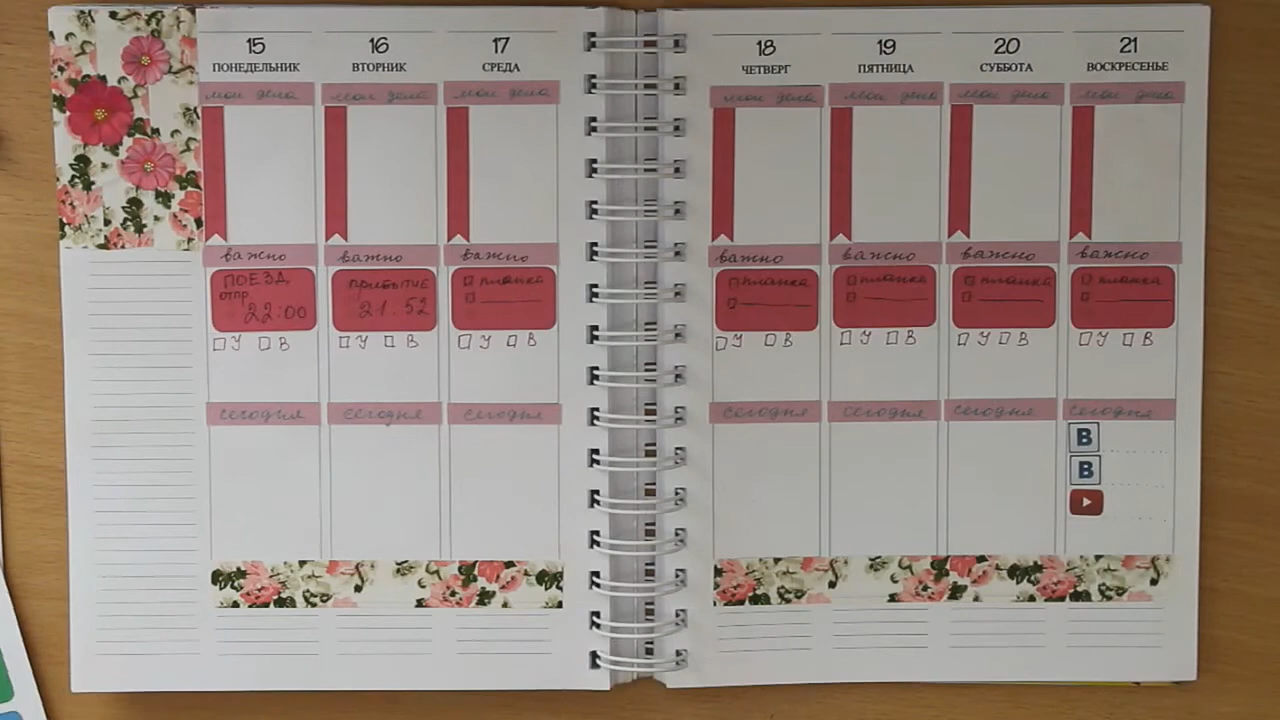 15 16 17 18 19 20 21
ПОНЕДЕЛЬНИК ВТОРНИК СРЕДА ЧЕТВЕРГ ПЯТНИЦА СУББОТА ВОСКРЕСЕНЬЕ
мои дела мои дела мои дела мои дела мои дела мои дела мои дела
важно важно важно важно важно важно важно
ПОЕЗД прибытие планка планка планка планка планка
отпр.
22:00 21.52
У В У В У В У В У В У В У В
сегодня сегодня сегодня сегодня сегодня сегодня сегодня
В
В